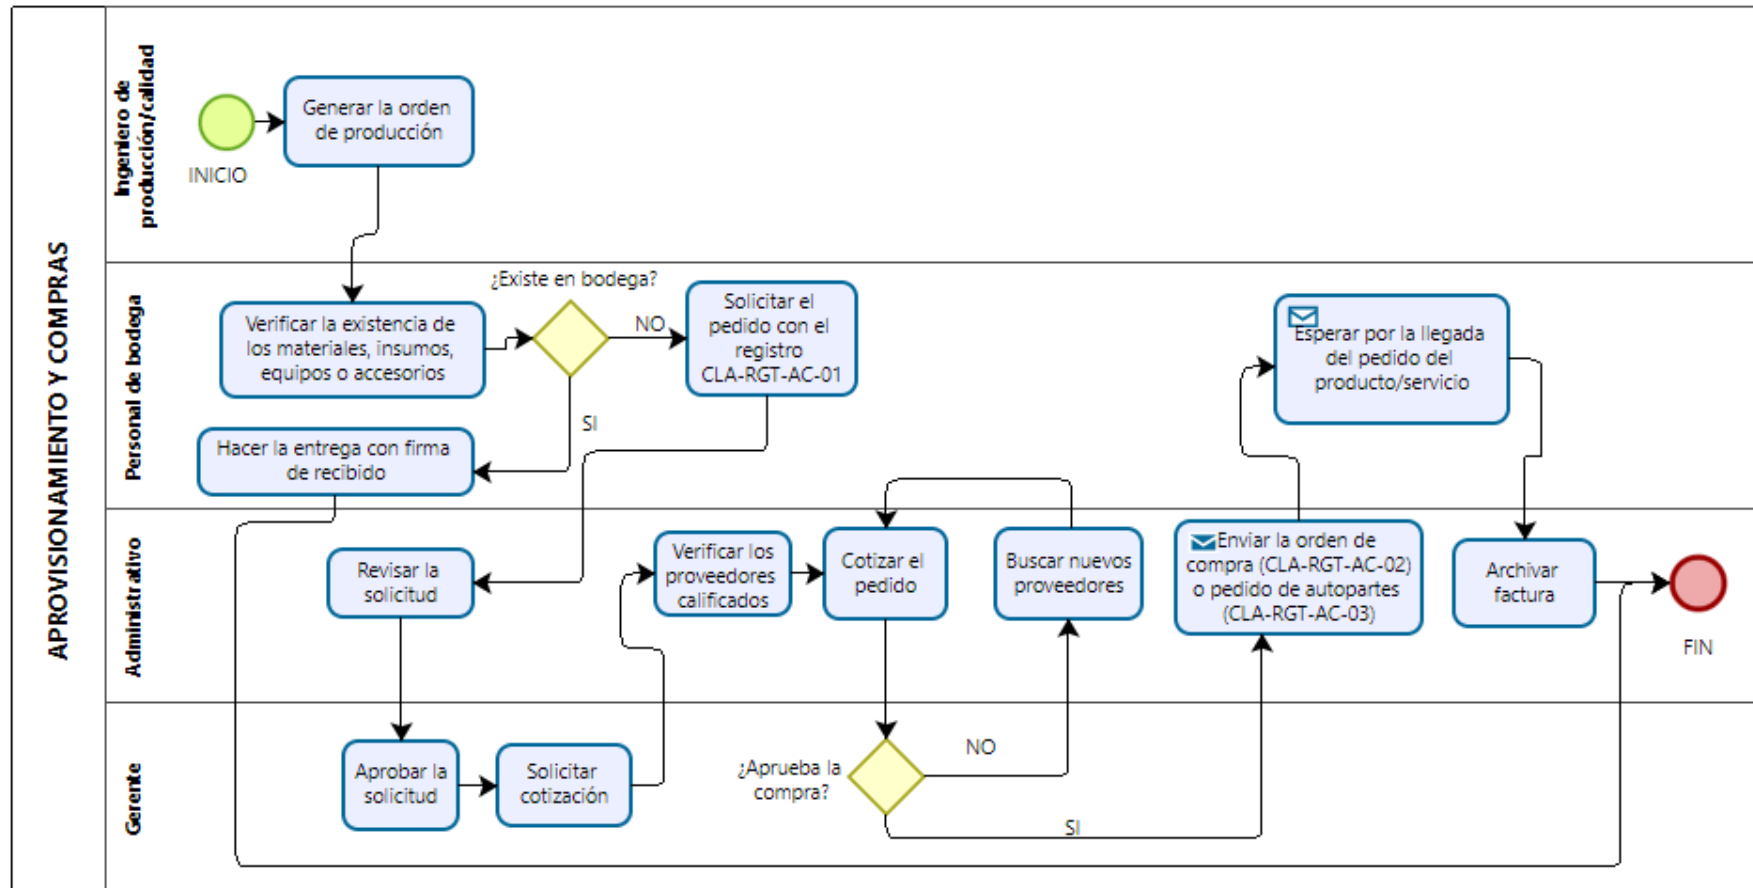 APROVISIONAMIENTO Y COMPRAS
Ingeniero de
producción/calidad
INICIO
Generar la orden
de producción
Personal de bodega
Verificar la existencia de
los materiales, insumos,
equipos o accesorios
¿Existe en bodega?
NO
SI
Solicitar el
pedido con el
registro
CLA-RGT-AC-01
Hacer la entrega con firma
de recibido
Esperar por la llegada
del pedido del
producto/servicio
Administrativo
Revisar la
solicitud
Verificar los
proveedores
calificados
Cotizar el
pedido
Buscar nuevos
proveedores
Enviar la orden de
compra (CLA-RGT-AC-02)
o pedido de autopartes
(CLA-RGT-AC-03)
Archivar
factura
FIN
Gerente
Aprobar la
solicitud
Solicitar
cotización
¿Aprueba la
compra?
NO
SI